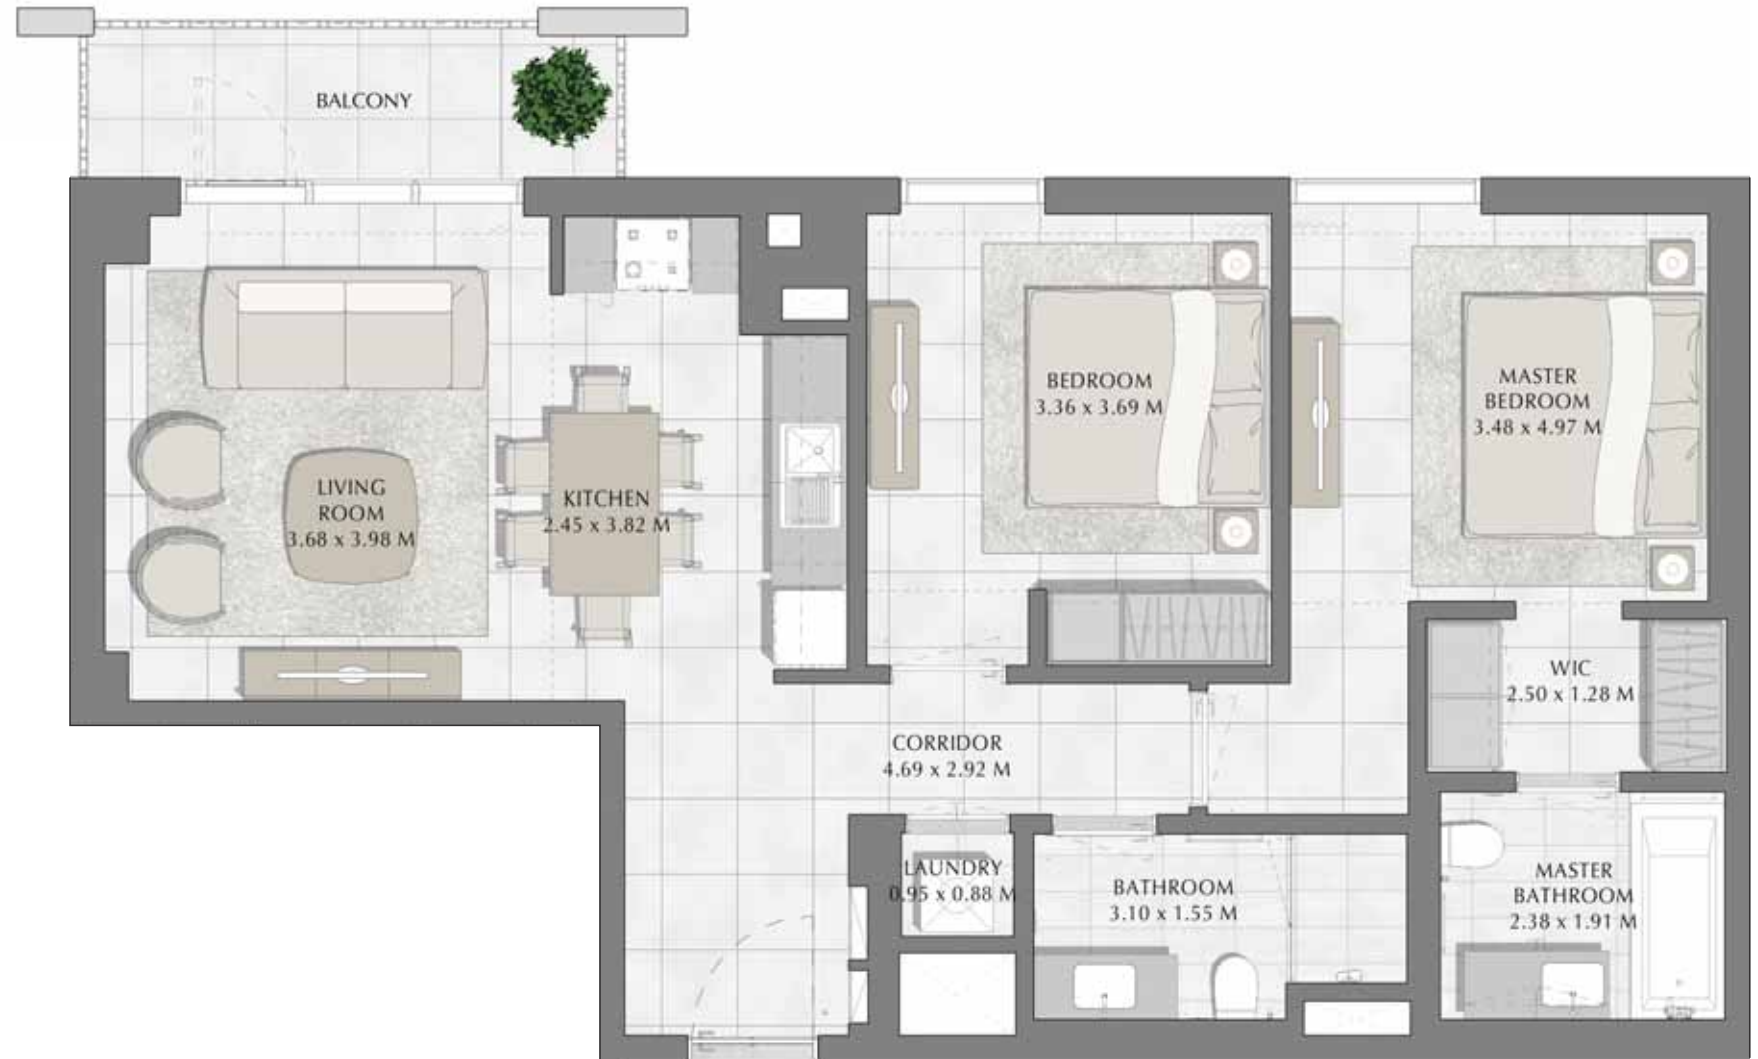 BALCONY
BEDROOM
3.36 x 3.69 M
MASTER
BEDROOM
3.48 x 4.97 M
LIVING
ROOM
3.68 x 3.98 M
KITCHEN
2.45 x 3.82 M
WIC
2.50 x 1.28 M
CORRIDOR
4.69 x 2.92 M
LAUNDRY
0.95 x 0.88 M
BATHROOM
3.10 x 1.55 M
MASTER
BATHROOM
2.38 x 1.91 M